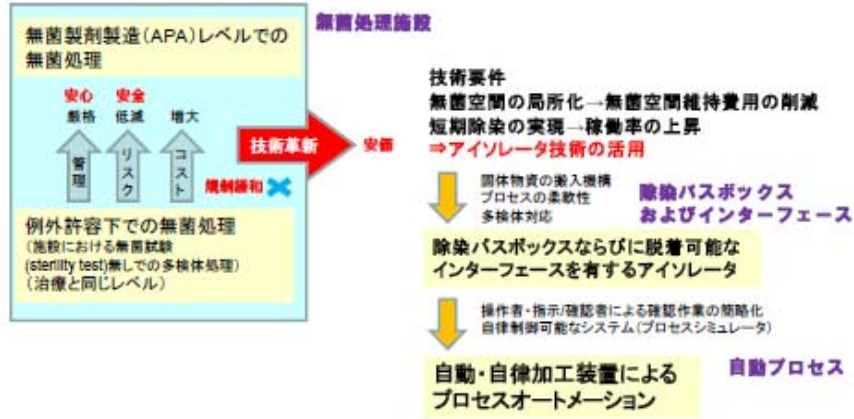 無菌処理施設
無菌製剤製造(APA)レベルでの
無菌処理
安心 安全
厳格 低減 増大
管理 リスク コスト
技術革新
安価
規制緩和
例外許容下での無菌処理
(施設における無菌試験
(sterility test)無しでの多検体処理)
(治療と同じレベル)
技術要件
無菌空間の局所化→無菌空間維持費用の削減
短期除染の実現→稼働率の上昇
⇒アイソレータ技術の活用
固体物資の搬入機構
プロセスの柔軟性
多検体対応
除染パスボックス
およびインターフェース
除染パスボックスならびに脱着可能な
インターフェースを有するアイソレータ
操作者・指示/確認者による確認作業の簡略化
自律制御可能なシステム(プロセスシミュレータ)
自動プロセス
自動・自律加工装置による
プロセスオートメーション